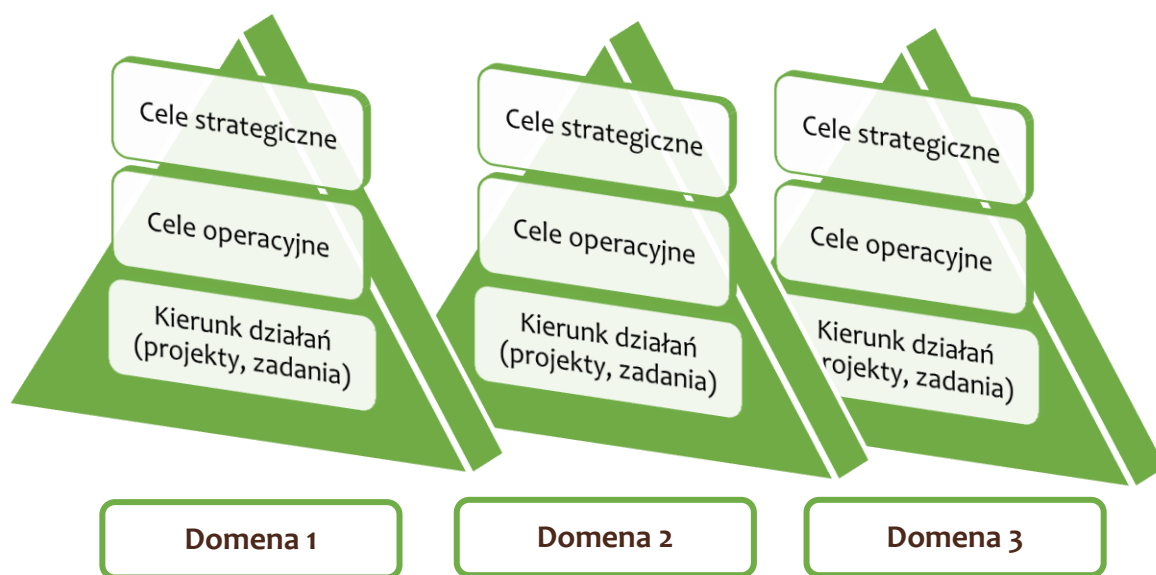 Cele strategiczne
Cele operacyjne
Kierunk działań
(projekty, zadania)
Cele strategiczne
Cele operacyjne
Kierunk działań
(projekty, zadania)
Cele strategiczne
Cele operacyjne
Kierunk działań
rojekty, zadania)
Domena 1
Domena 2
Domena 3